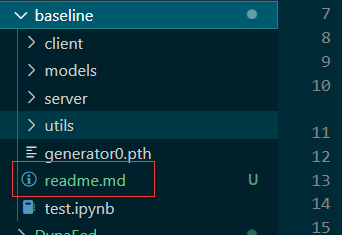 baseline
client
models
server
utils
generator0.pth
readme.md U
test.ipynb
DynaFed
7
8
9
10
11
12
13
14
15